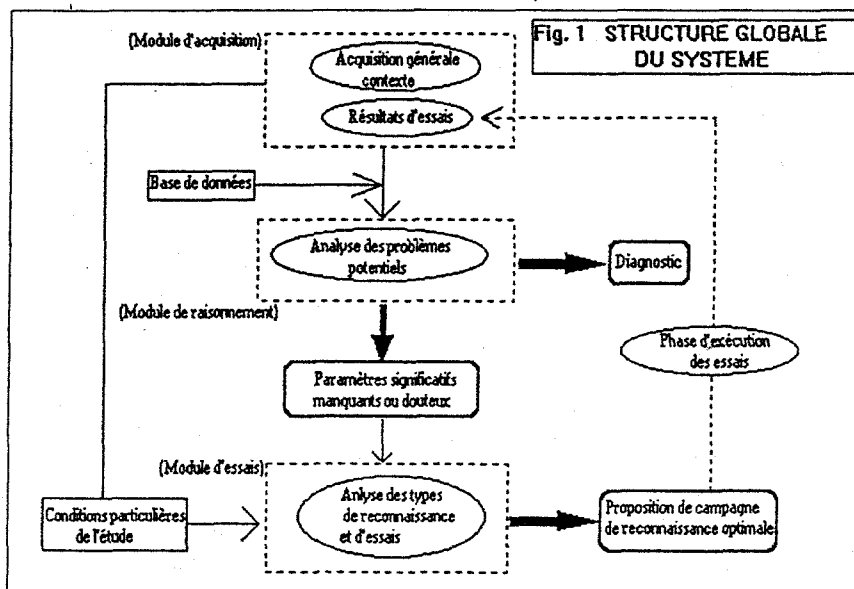 Fig. 1 STRUCTURE GLOBALE
DU SYSTEME
(Module d'acquisition)
Acquisition générale
contexte
Résultats d'essais
Base de données
Analyse des problèmes
potentiels
Diagnostic
(Module de raisonnement)
Phase d'exécution
des essais
Paramètres significatifs
manquants ou douteux
(Module d'essais)
Anlyse des types
de reconnaissance
et d'essais
Conditions particulières
de l'étude
Proposition de campagne
de reconnaissance optimale